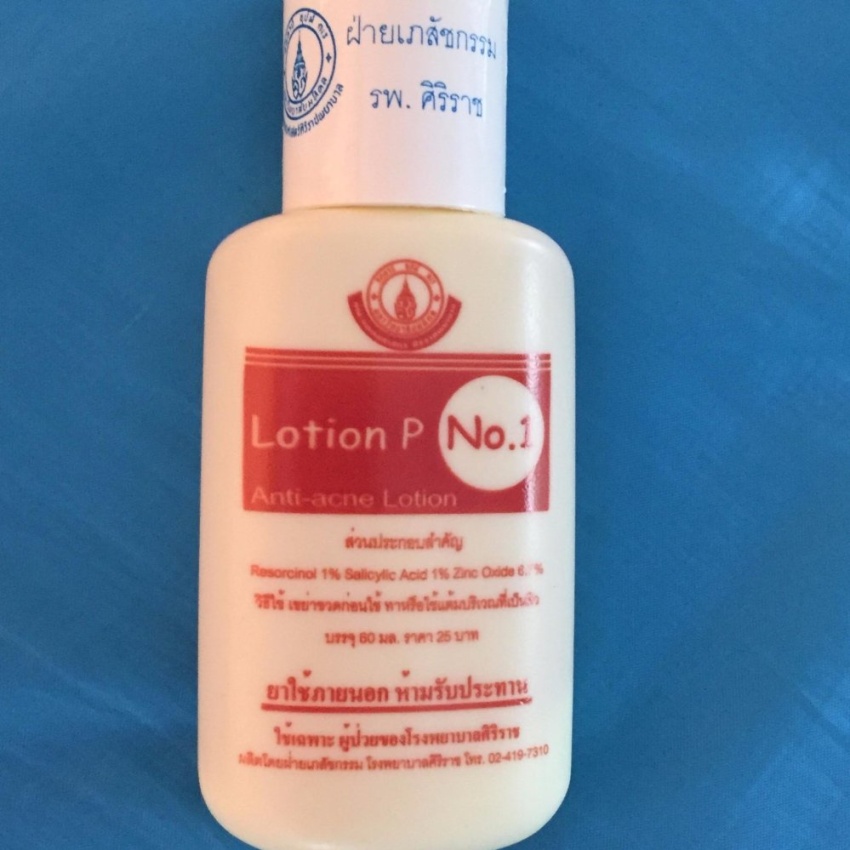 ฝ่ายเภสัชกรรม
รพ. ศิริราช
Lotion P No.1
Anti-acne Lotion
ส่วนประกอบสำคัญ
Resorcinol 1% Salicylic Acid 1% Zinc Oxide
วิธีใช้ เขย่าขวดก่อนใช้ ทาหรือใช้แต้มบริเวณที่เป็นสิว
บรรจุ 60 มล. ราคา 25 บาท
ยาใช้ภายนอก ห้ามรับประทาน
ใช้เฉพาะ ผู้ป่วยของโรงพยาบาลศิริราช
ผลิตโดยฝ่ายเภสัชกรรม โรงพยาบาลศิริราช โทร. 02-419-7310